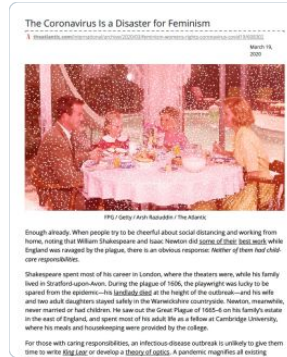 The Coronavirus Is a Disaster for Feminism
March 19,
2020
FPG / Getty / Arsh Raziuddin / The Atlantic
Enough already. When people try to be cheerful about social distancing and working from
home, noting that William Shakespeare and Isaac Newton did some of their best work while
England was ravaged by the plague, there is an obvious response: Neither of them had child-
care responsibilities.
Shakespeare spent most of his career in London, where the theaters were, while his family
lived in Stratford-upon-Avon. During the plague of 1606, the playwright was lucky to be
spared from the epidemic—his landlady died at the height of the outbreak—and his wife
and two adult daughters stayed safely in the Warwickshire countryside. Newton, meanwhile,
never married or had children. He saw out the Great Plague of 1665–6 on his family's estate
in the east of England, and spent most of his adult life as a fellow at Cambridge University,
where his meals and housekeeping were provided by the college.
For those with caring responsibilities, an infectious-disease outbreak is unlikely to give them
time to write King Lear or develop a theory of optics. A pandemic magnifies all existing